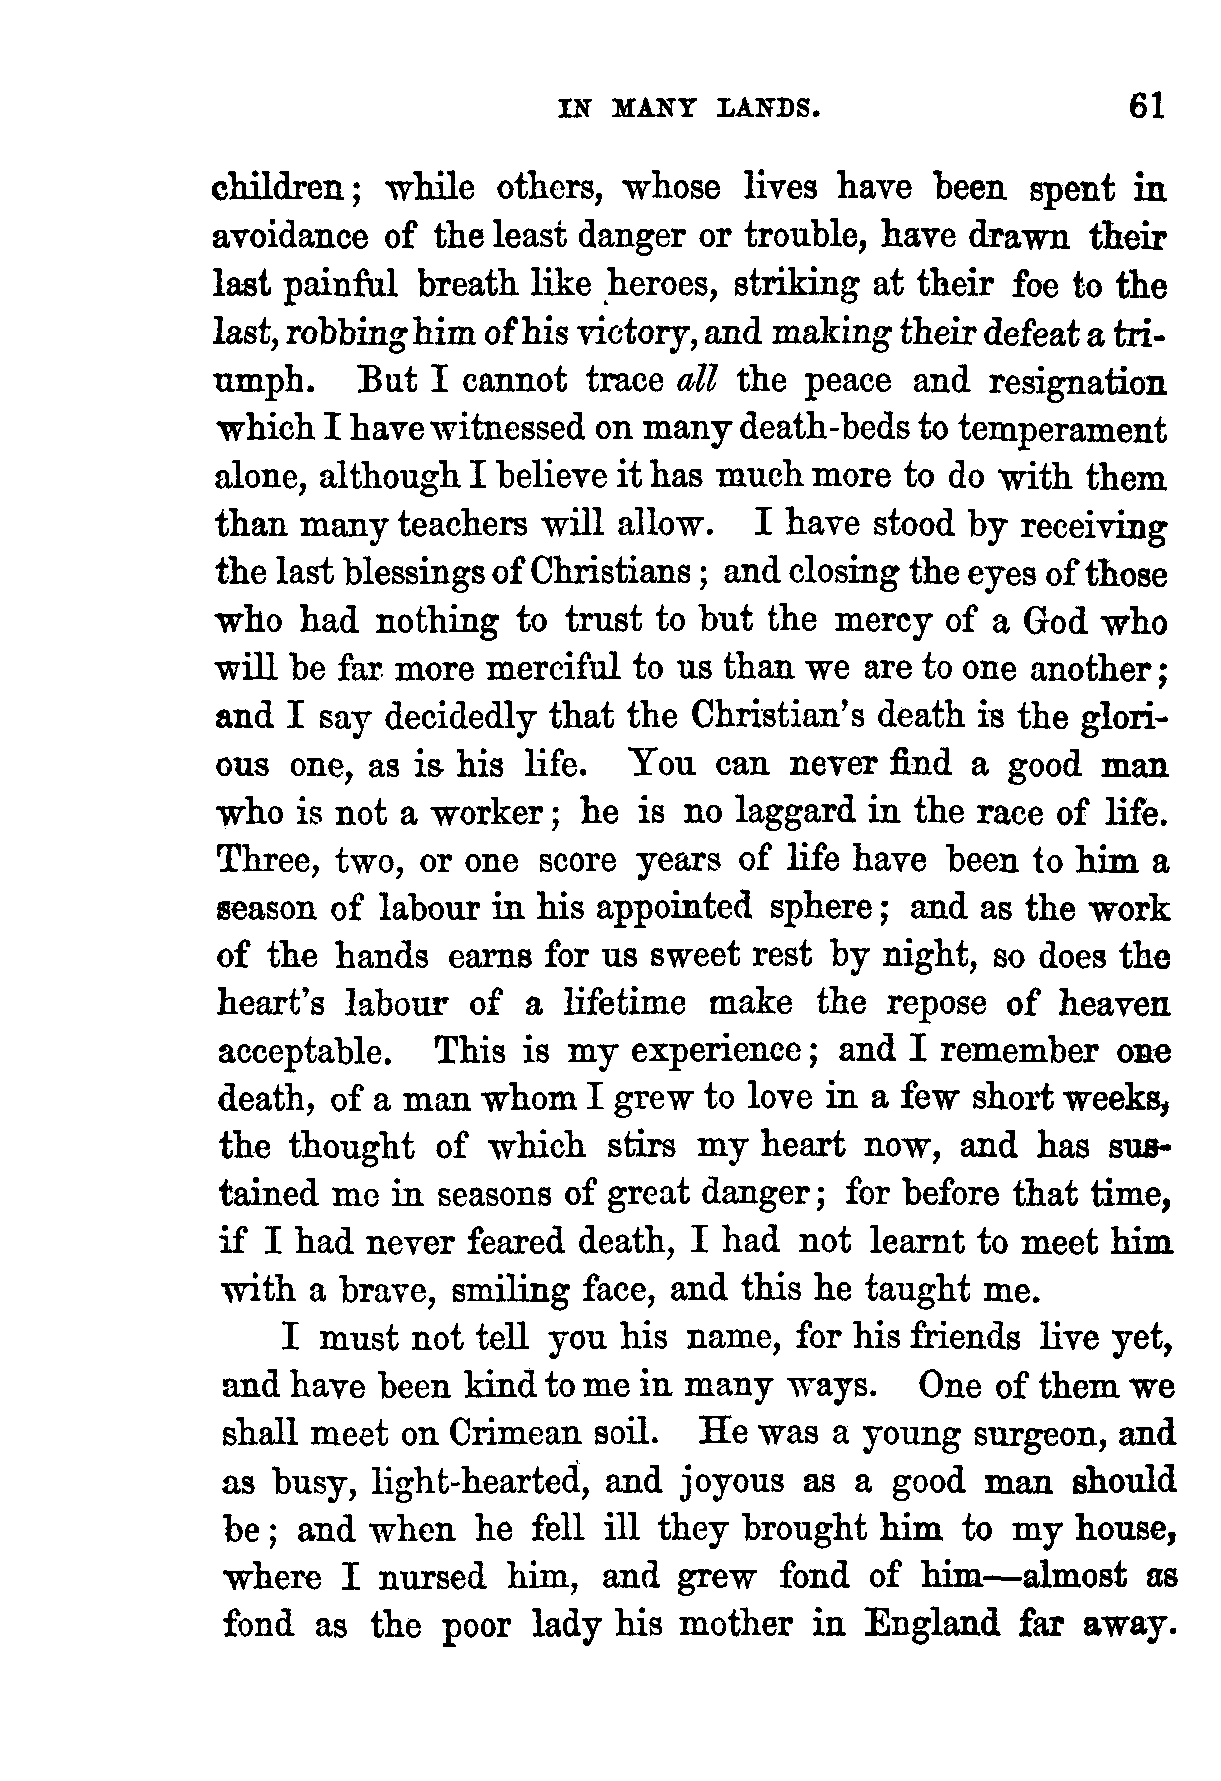 IN MANY LANDS. 61
children; while others, whose lives have been spent in
avoidance of the least danger or trouble, have drawn their
last painful breath like heroes, striking at their foe to the
last, robbing him of his victory, and making their defeat a tri-
umph. But I cannot trace all the peace and resignation
which I have witnessed on many death-beds to temperament
alone, although I believe it has much more to do with them
than many teachers will allow. I have stood by receiving
the last blessings of Christians; and closing the eyes of those
who had nothing to trust to but the mercy of a God who
will be far more merciful to us than we are to one another;
and I say decidedly that the Christian's death is the glori-
ous one, as is his life. You can never find a good man
who is not a worker; he is no laggard in the race of life.
Three, two, or one score years of life have been to him a
season of labour in his appointed sphere; and as the work
of the hands earns for us sweet rest by night, so does the
heart's labour of a lifetime make the repose of heaven
acceptable. This is my experience; and I remember one
death, of a man whom I grew to love in a few short weeks,
the thought of which stirs my heart now, and has sus-
tained me in seasons of great danger; for before that time,
if I had never feared death, I had not learnt to meet him
with a brave, smiling face, and this he taught me.
I must not tell you his name, for his friends live yet,
and have been kind to me in many ways. One of them we
shall meet on Crimean soil. He was a young surgeon, and
as busy, light-hearted, and joyous as a good man should
be; and when he fell ill they brought him to my house,
where I nursed him, and grew fond of him—almost as
fond as the poor lady his mother in England far away.